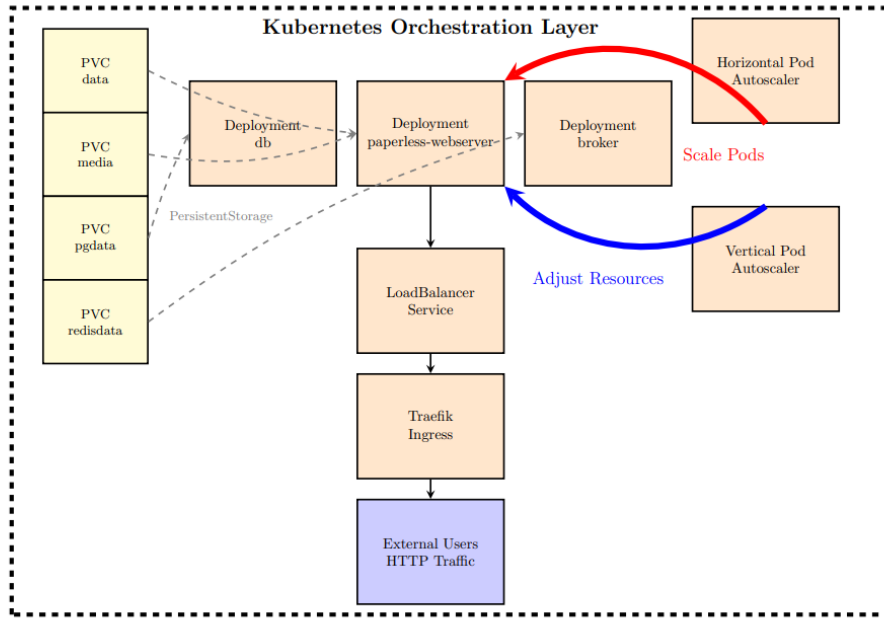 Kubernetes Orchestration Layer
PVC
data
PVC
media
PVC
pgdata
PVC
redisdata
PersistentStorage
Deployment
db
Deployment
paperless-webserver
Deployment
broker
Horizontal Pod
Autoscaler
Scale Pods
Vertical Pod
Autoscaler
Adjust Resources
LoadBalancer
Service
Traefik
Ingress
External Users
HTTP Traffic